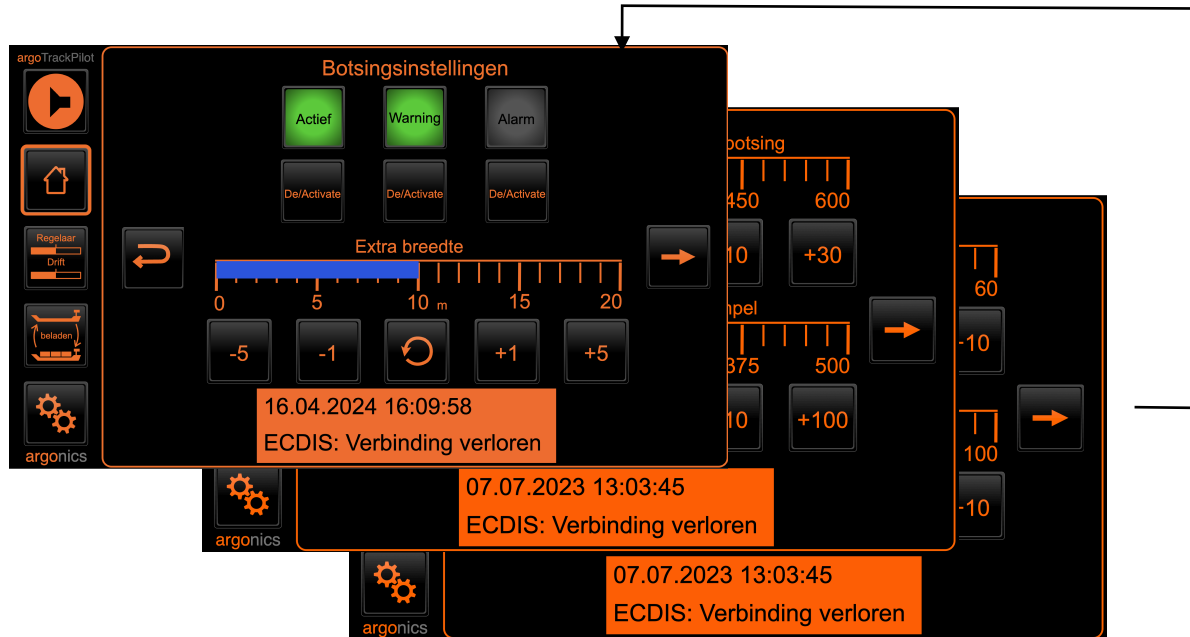 argoTrackPilot
Botsingsinstellingen
Actief Warning Alarm
De/Activate De/Activate De/Activate
Regelaar
Drift
Extra breedte
0 5 10 m 15 20
beladen
-5 -1 +1 +5
16.04.2024 16:09:58
ECDIS: Verbinding verloren
argonics
botsing
450 600
10 +30
375 500
10 +100
07.07.2023 13:03:45
ECDIS: Verbinding verloren
argonics
60
-10
100
-10
07.07.2023 13:03:45
ECDIS: Verbinding verloren
argonics